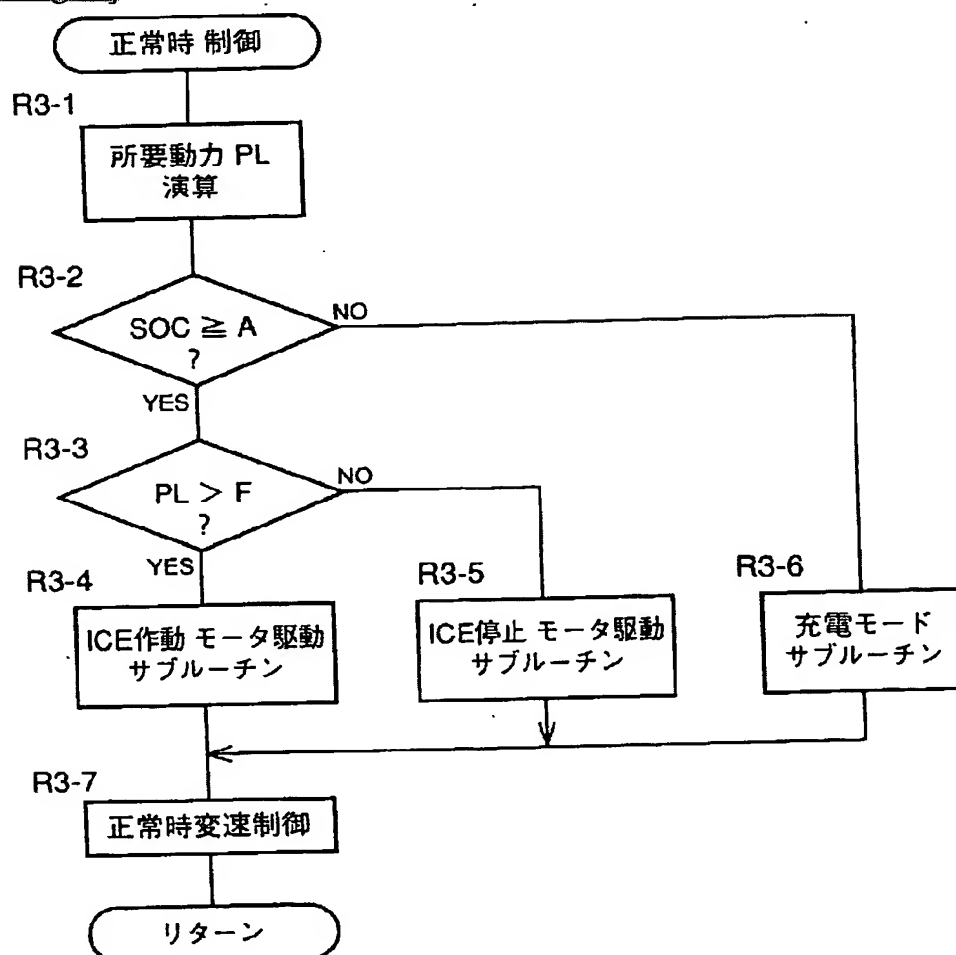 正常時 制御
R3-1
所要動力 PL
演算
R3-2
SOC ≧ A
?
NO
YES
R3-3
PL > F
?
NO
YES
R3-4
ICE作動 モータ駆動
サブルーチン
R3-5
ICE停止 モータ駆動
サブルーチン
R3-6
充電モード
サブルーチン
R3-7
正常時変速制御
リターン